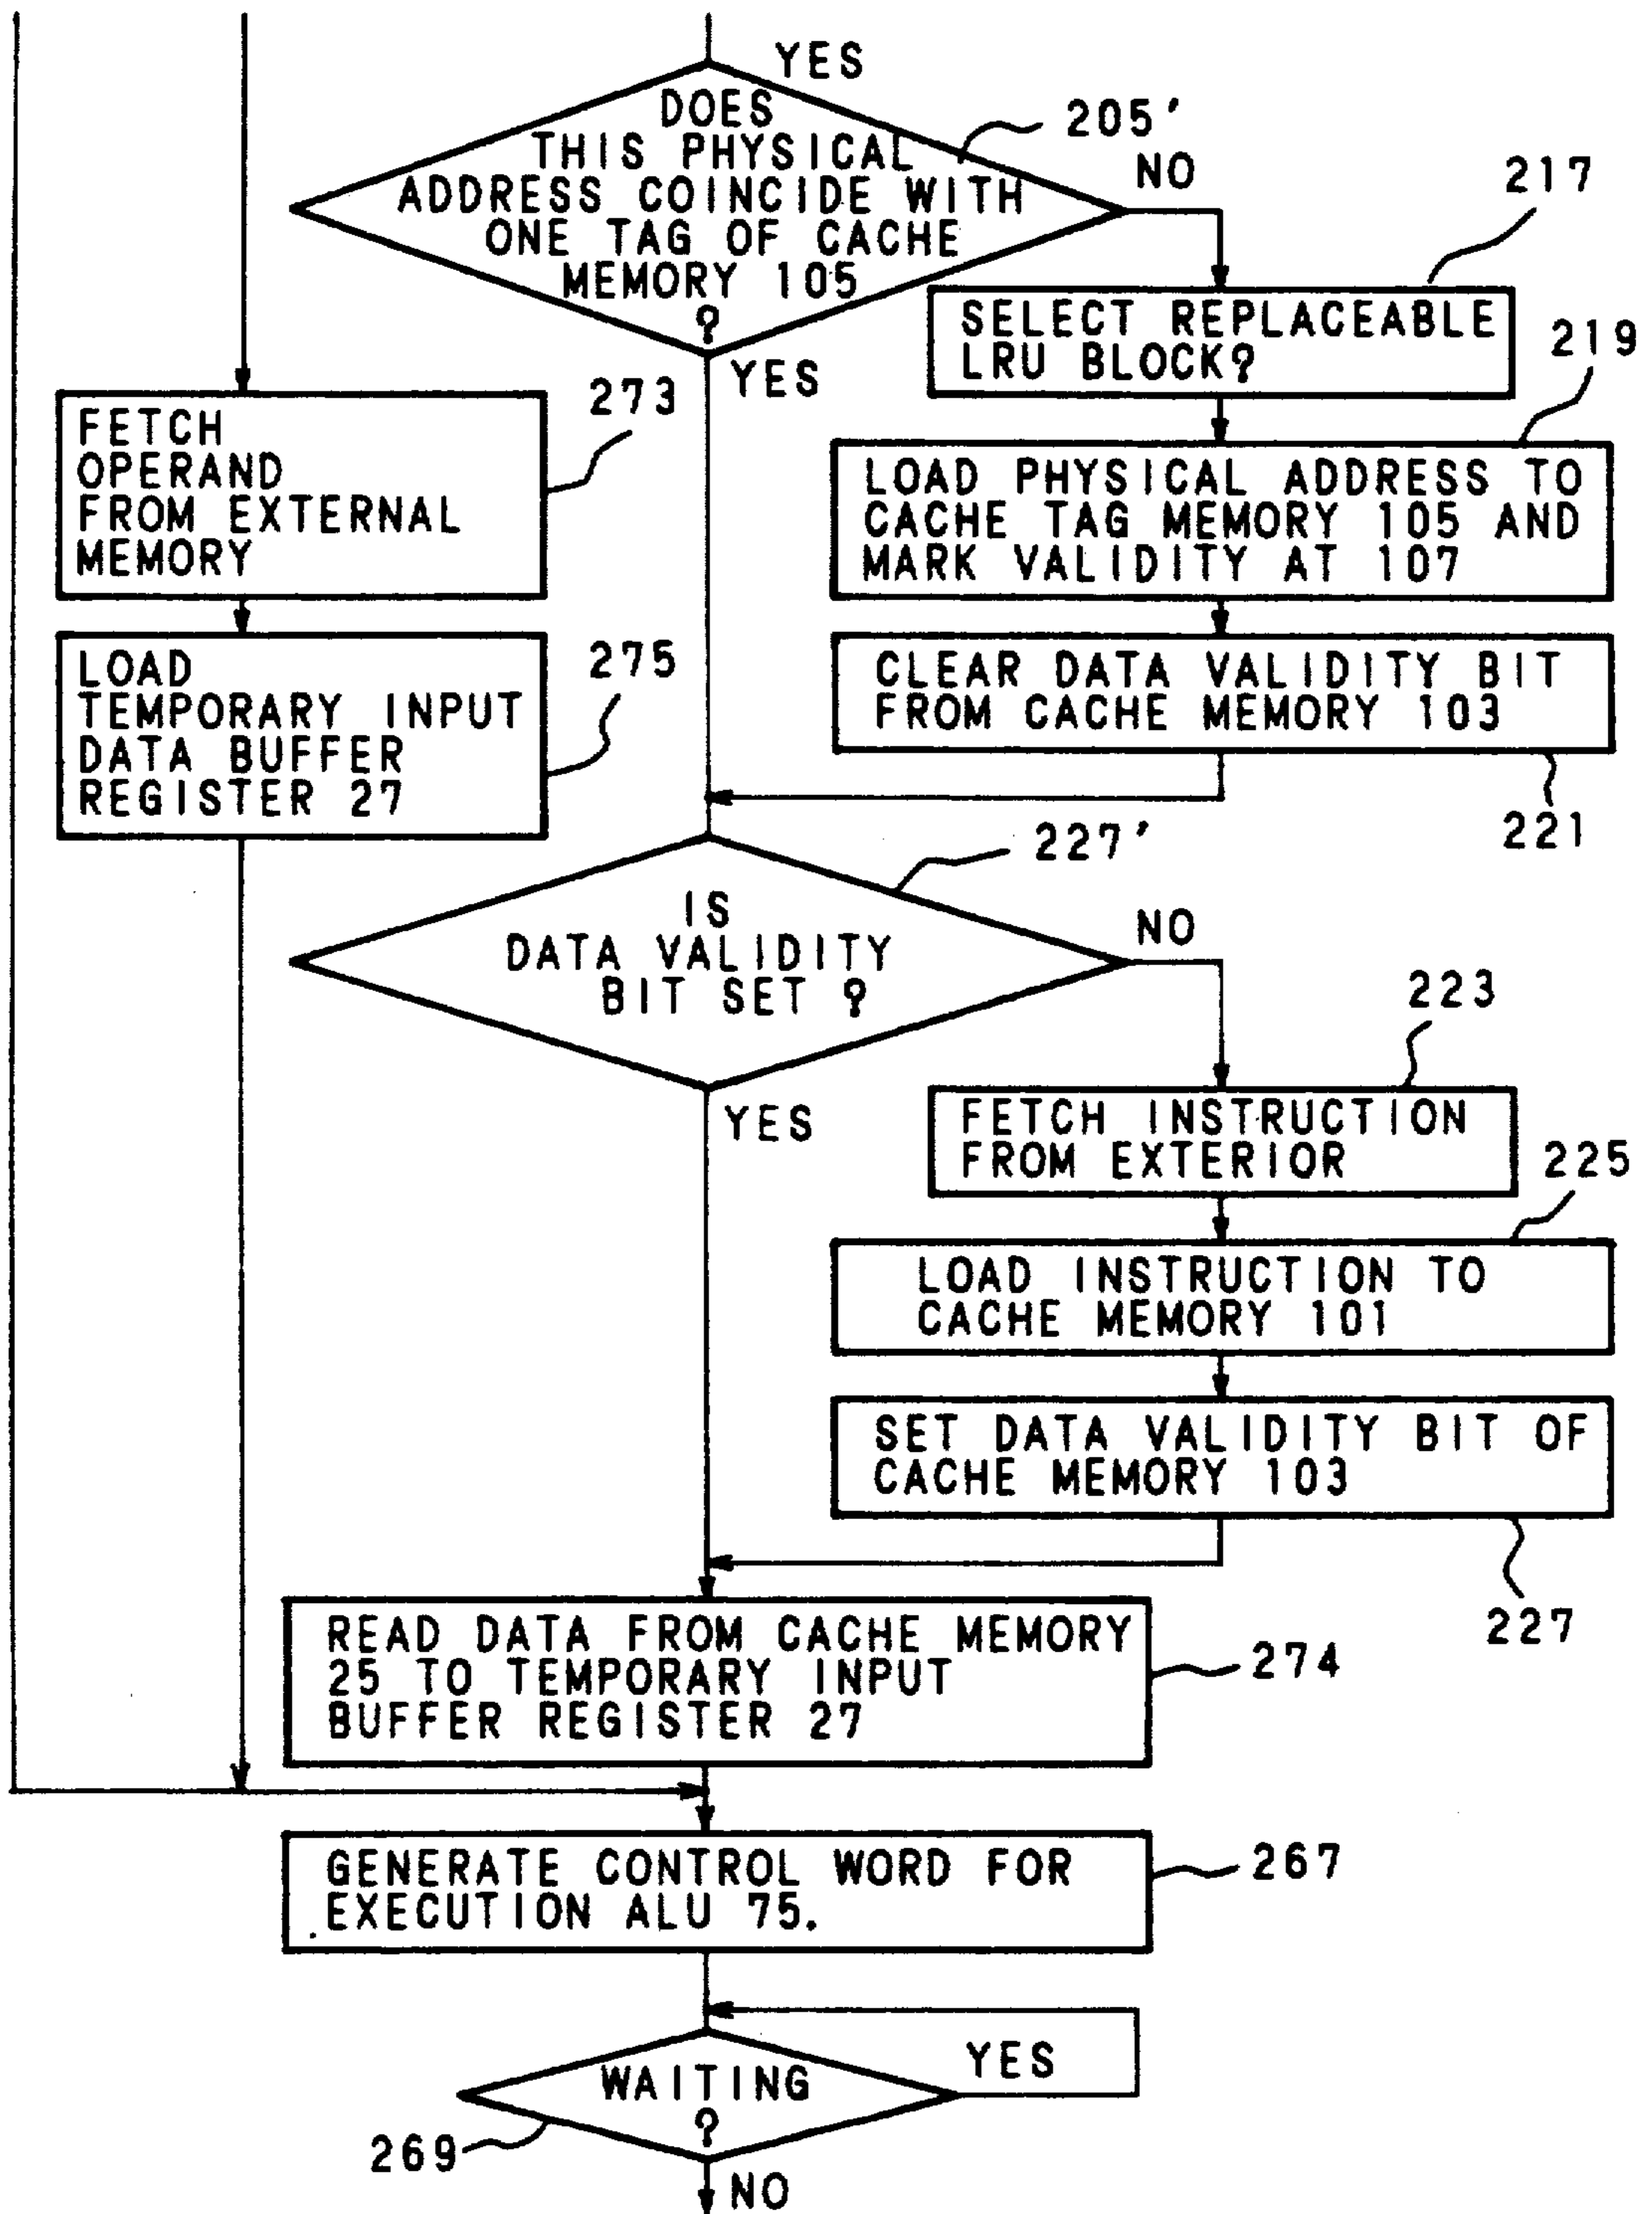 YES
DOES
THIS PHYSICAL
ADDRESS COINCIDE WITH
ONE TAG OF CACHE
MEMORY 105
?
205'
NO
217
YES
SELECT REPLACEABLE
LRU BLOCK?
219
FETCH
OPERAND
FROM EXTERNAL
MEMORY
273
LOAD PHYSICAL ADDRESS TO
CACHE TAG MEMORY 105 AND
MARK VALIDITY AT 107
LOAD
TEMPORARY INPUT
DATA BUFFER
REGISTER 27
275
CLEAR DATA VALIDITY BIT
FROM CACHE MEMORY 103
221
227'
IS
DATA VALIDITY
BIT SET ?
NO
223
YES
FETCH INSTRUCTION
FROM EXTERIOR
225
LOAD INSTRUCTION TO
CACHE MEMORY 101
SET DATA VALIDITY BIT OF
CACHE MEMORY 103
227
READ DATA FROM CACHE MEMORY
25 TO TEMPORARY INPUT
BUFFER REGISTER 27
274
GENERATE CONTROL WORD FOR
EXECUTION ALU 75.
267
WAITING
?
YES
269
NO